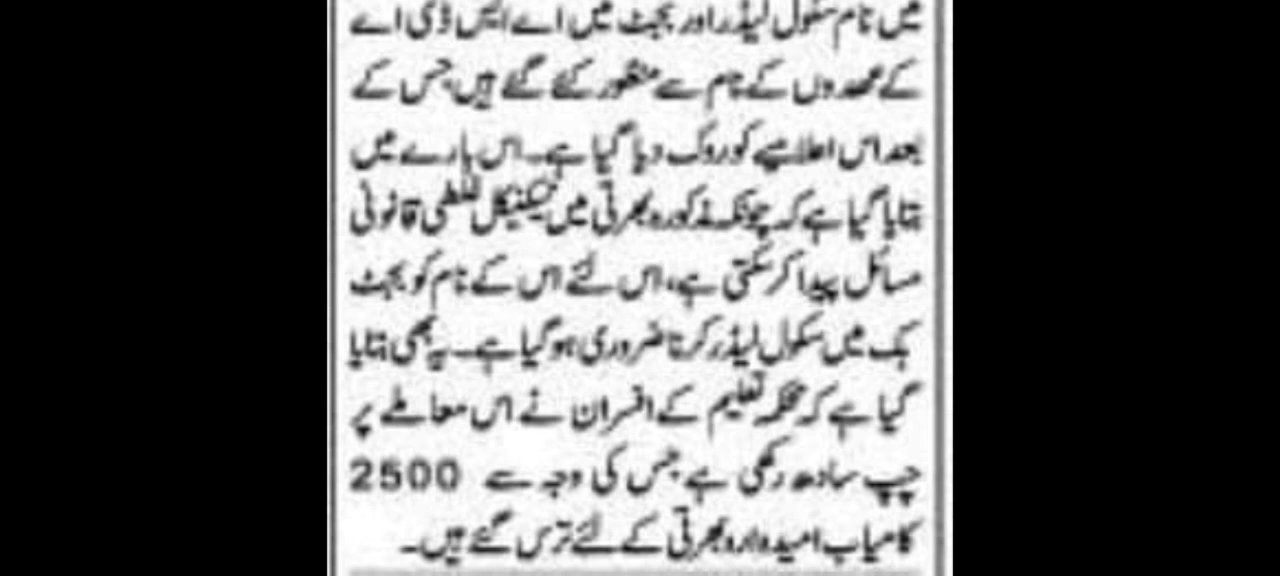 میں نام سکول لیڈر اور بجٹ میں اے ایس ڈی اے
کے عہدوں کے نام سے منظور کئے گئے ہیں جس کے
بعد اس اعلامیے کو روک دیا گیا ہے۔ اس بارے میں
بتایا گیا ہے کہ چونکہ مذکورہ بھرتی میں ٹیکنیکل غلطی قانونی
مسائل پیدا کر سکتی ہے، اس لئے اس کے نام کو بجٹ
بک میں سکول لیڈر کرنا ضروری ہو گیا ہے۔ یہ بھی بتایا
گیا ہے کہ محکمہ تعلیم کے افسران نے اس معاملے پر
چپ سادھ رکھی ہے جس کی وجہ سے 2500
کامیاب امیدوار بھرتی کے لئے ترس گئے ہیں۔